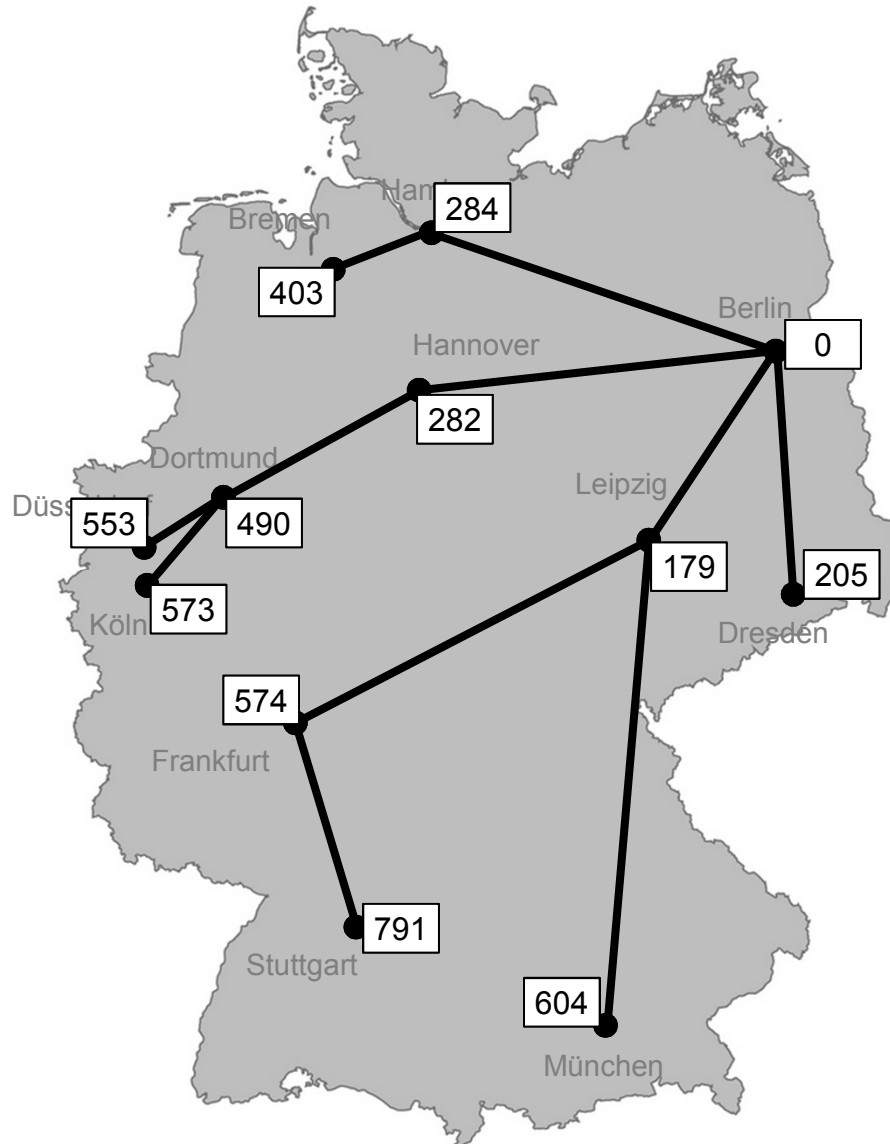 284
Bremen
403
Berlin
0
Hannover
282
Dortmund
Leipzig
553
490
179
205
573
Köln
Dresden
574
Frankfurt
791
Stuttgart
604
München